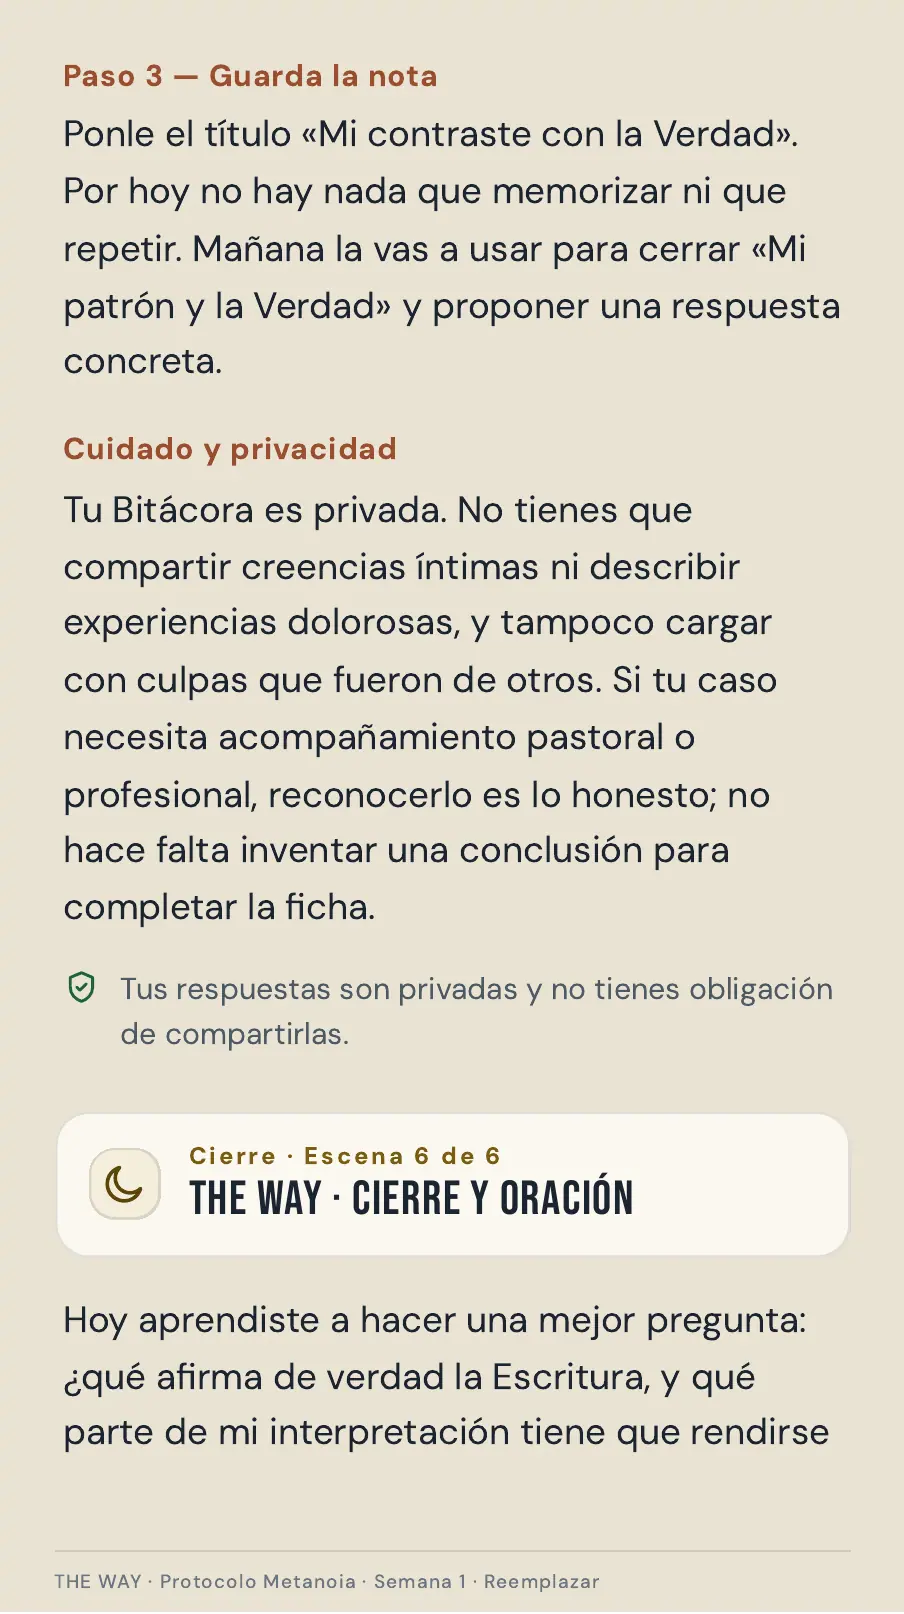 Paso 3 — Guarda la nota
Ponle el título «Mi contraste con la Verdad».
Por hoy no hay nada que memorizar ni que
repetir. Mañana la vas a usar para cerrar «Mi
patrón y la Verdad» y proponer una respuesta
concreta.
Cuidado y privacidad
Tu Bitácora es privada. No tienes que
compartir creencias íntimas ni describir
experiencias dolorosas, y tampoco cargar
con culpas que fueron de otros. Si tu caso
necesita acompañamiento pastoral o
profesional, reconocerlo es lo honesto; no
hace falta inventar una conclusión para
completar la ficha.
Tus respuestas son privadas y no tienes obligación
de compartirlas.
Cierre · Escena 6 de 6
THE WAY · CIERRE Y ORACIÓN
Hoy aprendiste a hacer una mejor pregunta:
¿qué afirma de verdad la Escritura, y qué
parte de mi interpretación tiene que rendirse
THE WAY · Protocolo Metanoia · Semana 1 · Reemplazar